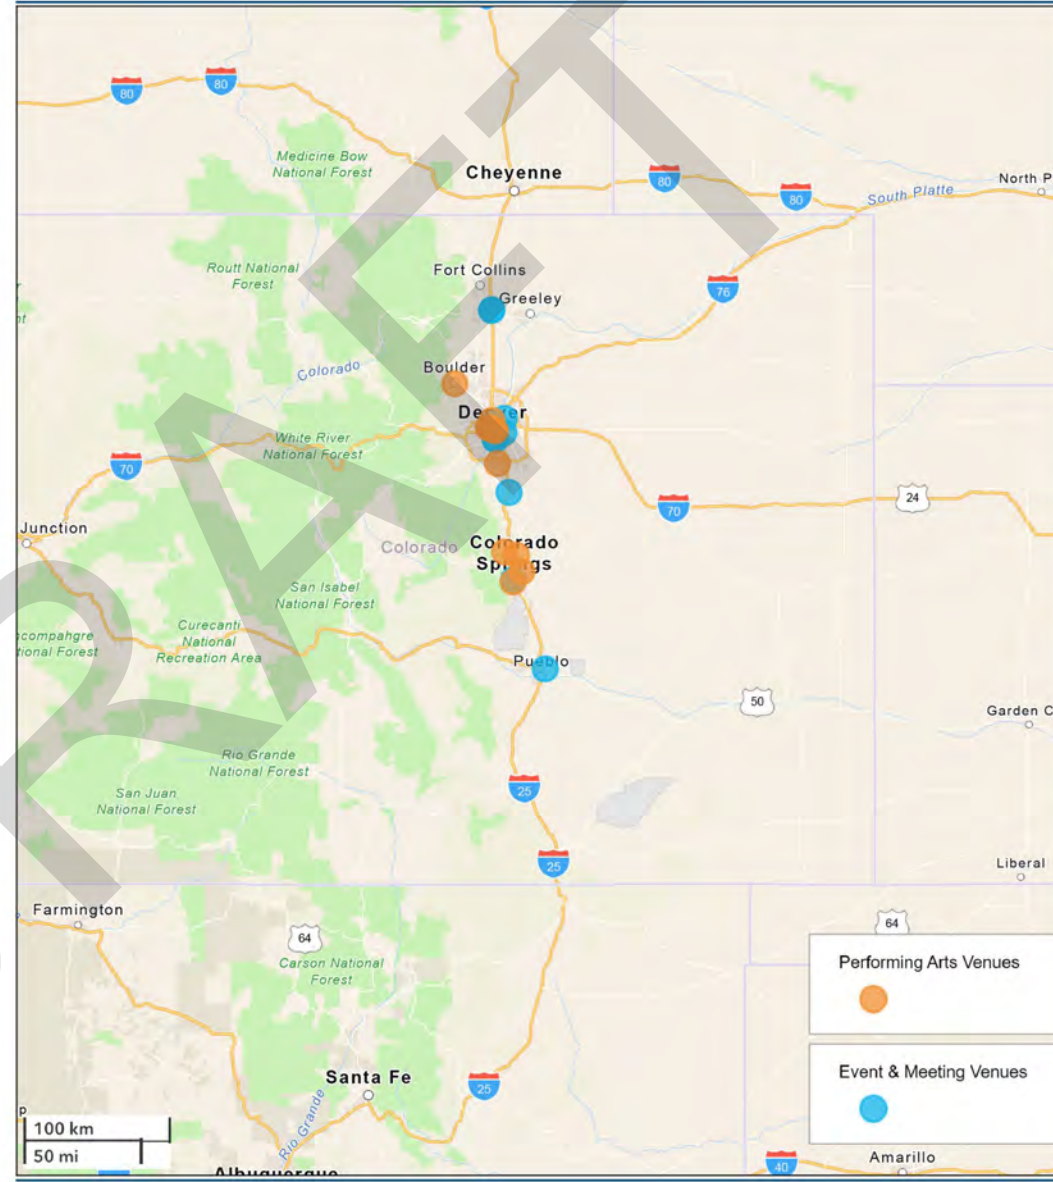 80
80
Medicine Bow
National Forest
Cheyenne
80
80
South Platte
North P
Routt National
Forest
Fort Collins
Greeley
76
Colorado
Boulder
Denver
White River
National Forest
70
24
70
Junction
Colorado
Colorado
Springs
San Isabel
National Forest
Curecanti
National
Recreation Area
ncompahgre
tional Forest
Pueblo
50
Garden C
Rio Grande
National Forest
San Juan
National Forest
25
25
Liberal
Farmington
64
64
Carson National
Forest
Performing Arts Venues
Event & Meeting Venues
Santa Fe
25
Rio Grande
100 km
50 mi
Albuquerque
40
Amarillo
DRAFT